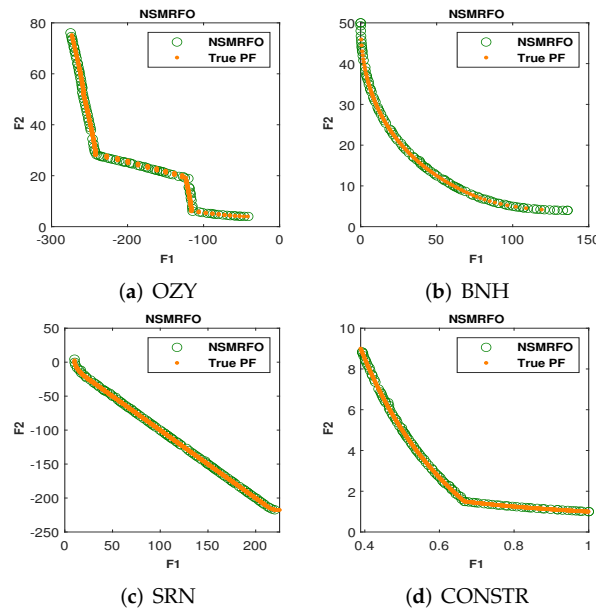 NSMRFO
80
60
40
20
0
F2
NSMRFO
True PF
-300 -200 -100 0
F1
(a) OZY
NSMRFO
50
40
30
20
10
0
F2
NSMRFO
True PF
0 50 100 150
F1
(b) BNH
NSMRFO
50
0
-50
-100
-150
-200
-250
F2
NSMRFO
True PF
0 50 100 150 200
F1
(c) SRN
NSMRFO
10
8
6
4
2
0
F2
NSMRFO
True PF
0.4 0.6 0.8 1
F1
(d) CONSTR